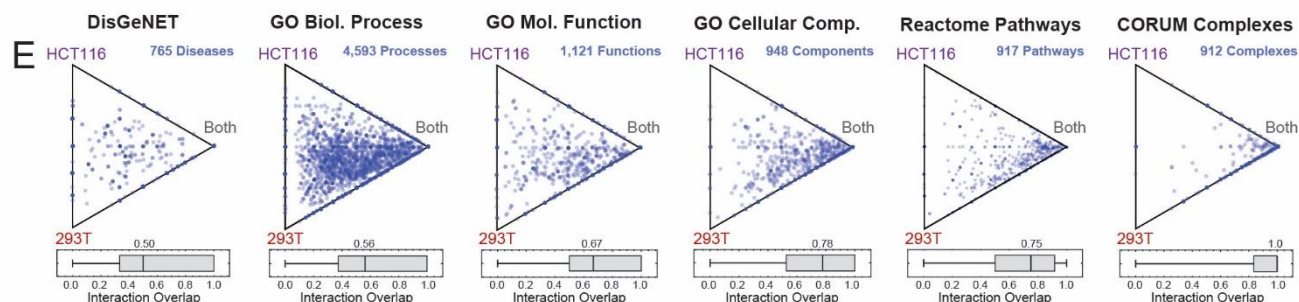 E
DisGeNET
HCT116
765 Diseases
Both
293T
0.50
0.0 0.2 0.4 0.6 0.8 1.0
Interaction Overlap
GO Biol. Process
HCT116
4,593 Processes
Both
293T
0.56
0.0 0.2 0.4 0.6 0.8 1.0
Interaction Overlap
GO Mol. Function
HCT116
1,121 Functions
Both
293T
0.67
0.0 0.2 0.4 0.6 0.8 1.0
Interaction Overlap
GO Cellular Comp.
HCT116
948 Components
Both
293T
0.78
0.0 0.2 0.4 0.6 0.8 1.0
Interaction Overlap
Reactome Pathways
HCT116
917 Pathways
Both
293T
0.75
0.0 0.2 0.4 0.6 0.8 1.0
Interaction Overlap
CORUM Complexes
HCT116
912 Complexes
Both
293T
1.0
0.0 0.2 0.4 0.6 0.8 1.0
Interaction Overlap